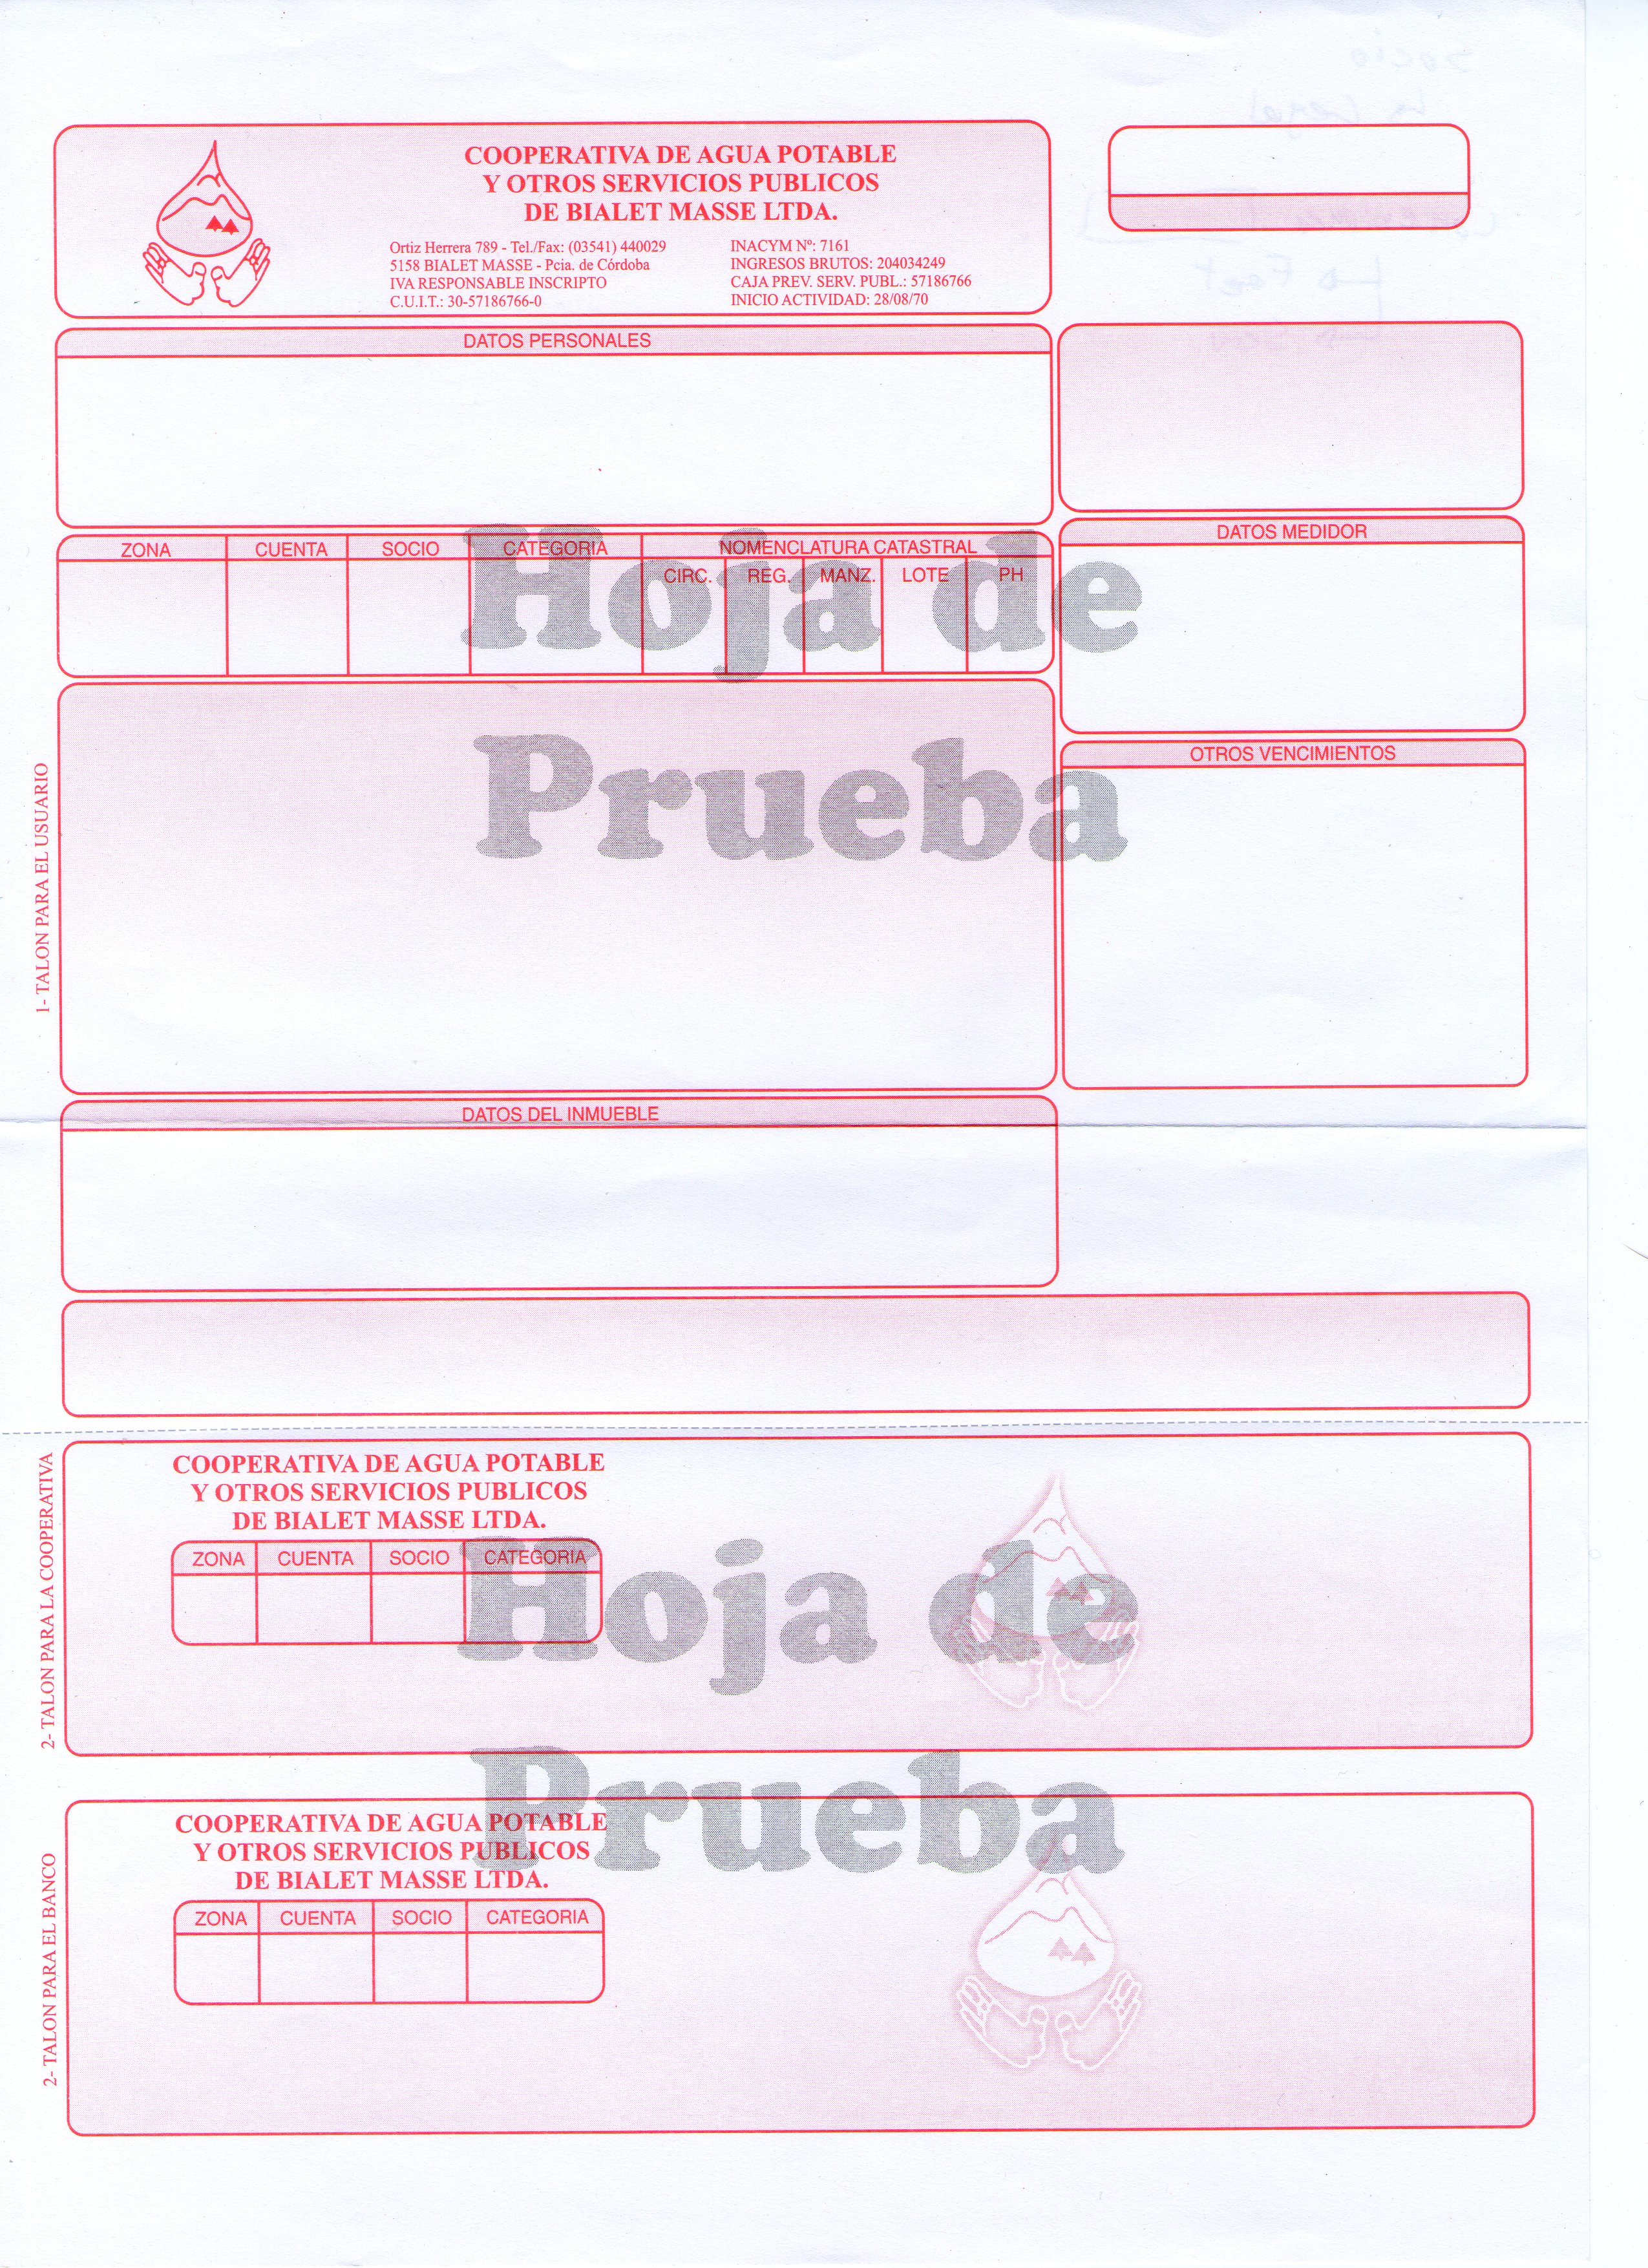 COOPERATIVA DE AGUA POTABLE
Y OTROS SERVICIOS PUBLICOS
DE BIALET MASSE LTDA.
Ortiz Herrera 789 - Tel./Fax: (03541) 440029
5158 BIALET MASSE - Pcia. de Córdoba
IVA RESPONSABLE INSCRIPTO
C.U.I.T.: 30-57186766-0
INACYM Nº: 7161
INGRESOS BRUTOS: 204034249
CAJA PREV. SERV. PUBL.: 57186766
INICIO ACTIVIDAD: 28/08/70
DATOS PERSONALES
ZONA CUENTA SOCIO CATEGORIA NOMENCLATURA CATASTRAL
CIRC. REG. MANZ. LOTE PH
DATOS MEDIDOR
OTROS VENCIMIENTOS
Hoja de
Prueba
1- TALON PARA EL USUARIO
DATOS DEL INMUEBLE
2- TALON PARA LA COOPERATIVA
COOPERATIVA DE AGUA POTABLE
Y OTROS SERVICIOS PUBLICOS
DE BIALET MASSE LTDA.
ZONA CUENTA SOCIO CATEGORIA
Hoja de
Prueba
2- TALON PARA EL BANCO
COOPERATIVA DE AGUA POTABLE
Y OTROS SERVICIOS PUBLICOS
DE BIALET MASSE LTDA.
ZONA CUENTA SOCIO CATEGORIA